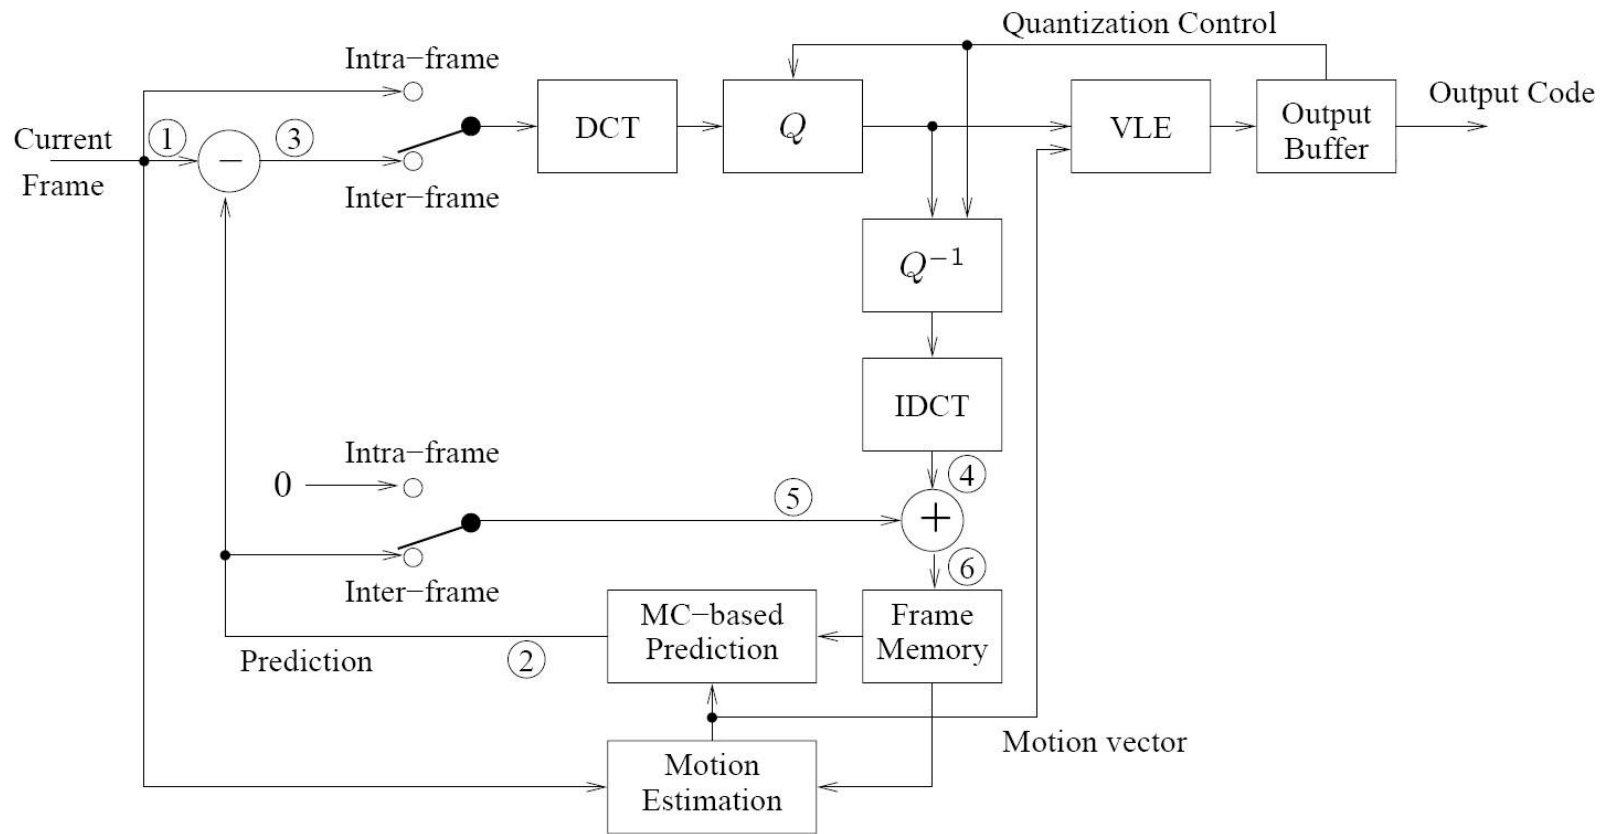 Quantization Control
Intra−frame
Output Code
Current
Frame
①
−
③
Inter−frame
DCT
Q
VLE
Output
Buffer
Q⁻¹
IDCT
④
Intra−frame
0
⑤
+
⑥
Inter−frame
MC−based
Prediction
Frame
Memory
Prediction
②
Motion vector
Motion
Estimation